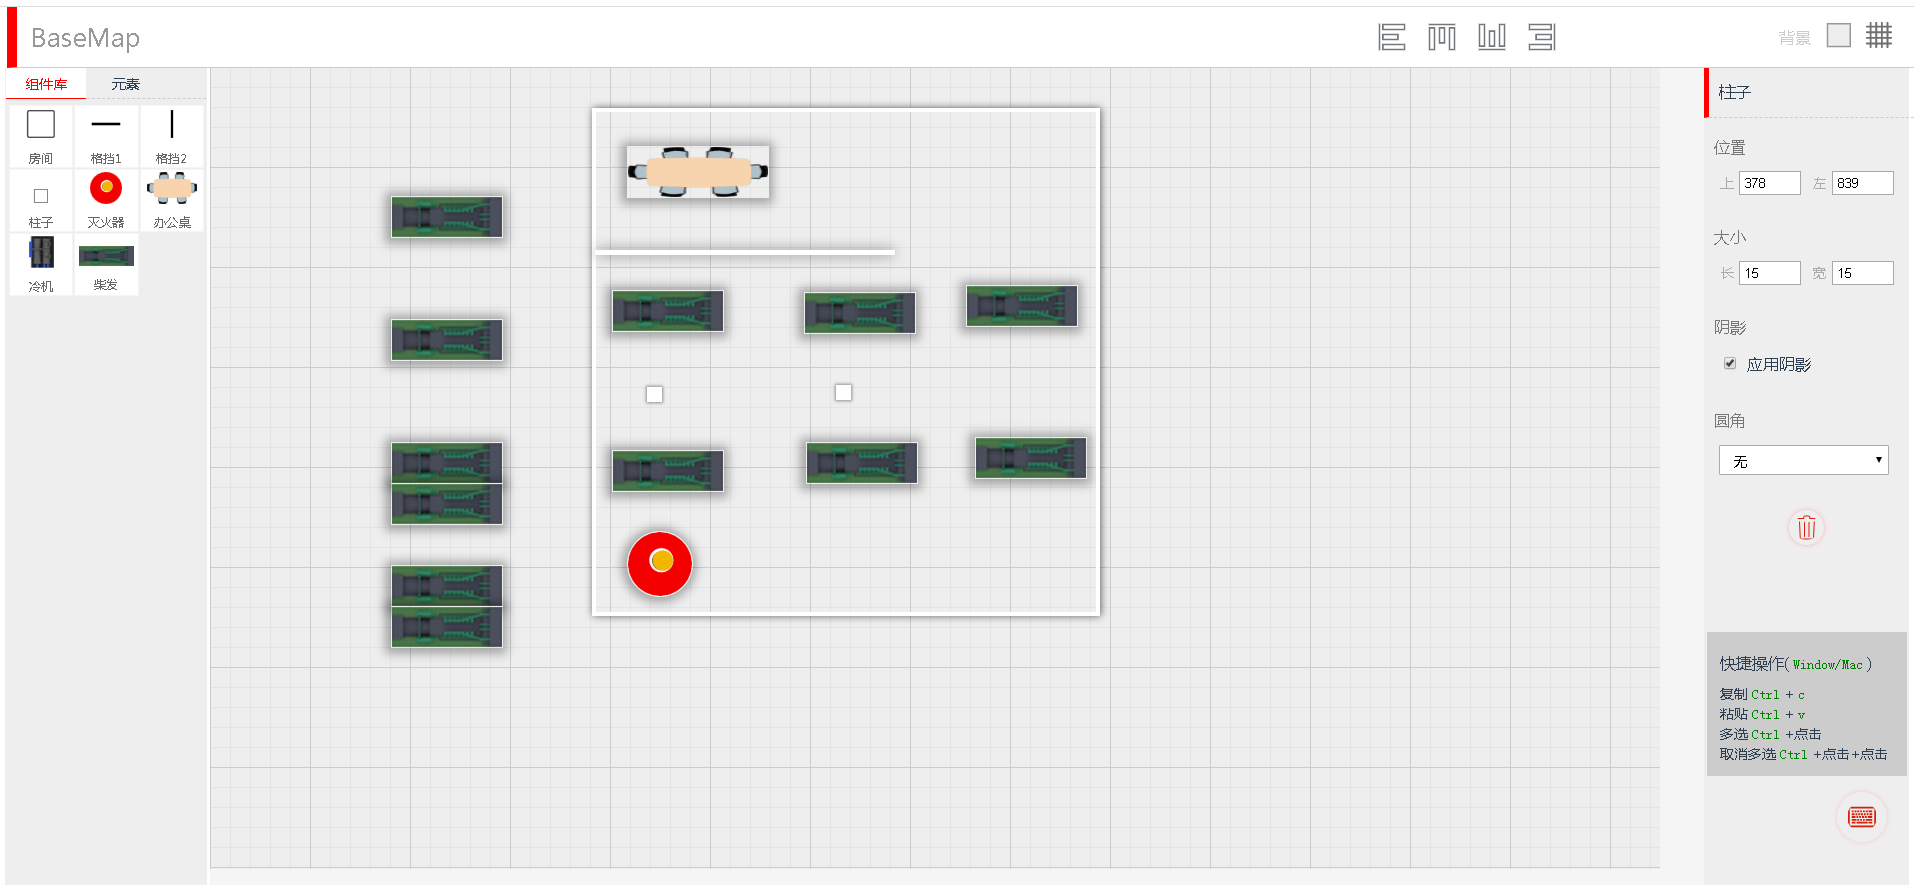 BaseMap
背景
组件库 元素
房间 格挡1 格挡2
柱子 灭火器 办公桌
冷机 柴发
柱子
位置
上 378 左 839
大小
长 15 宽 15
阴影
应用阴影
圆角
无
快捷操作( Window/Mac )
复制 Ctrl + c
粘贴 Ctrl + v
多选 Ctrl +点击
取消多选 Ctrl +点击+点击